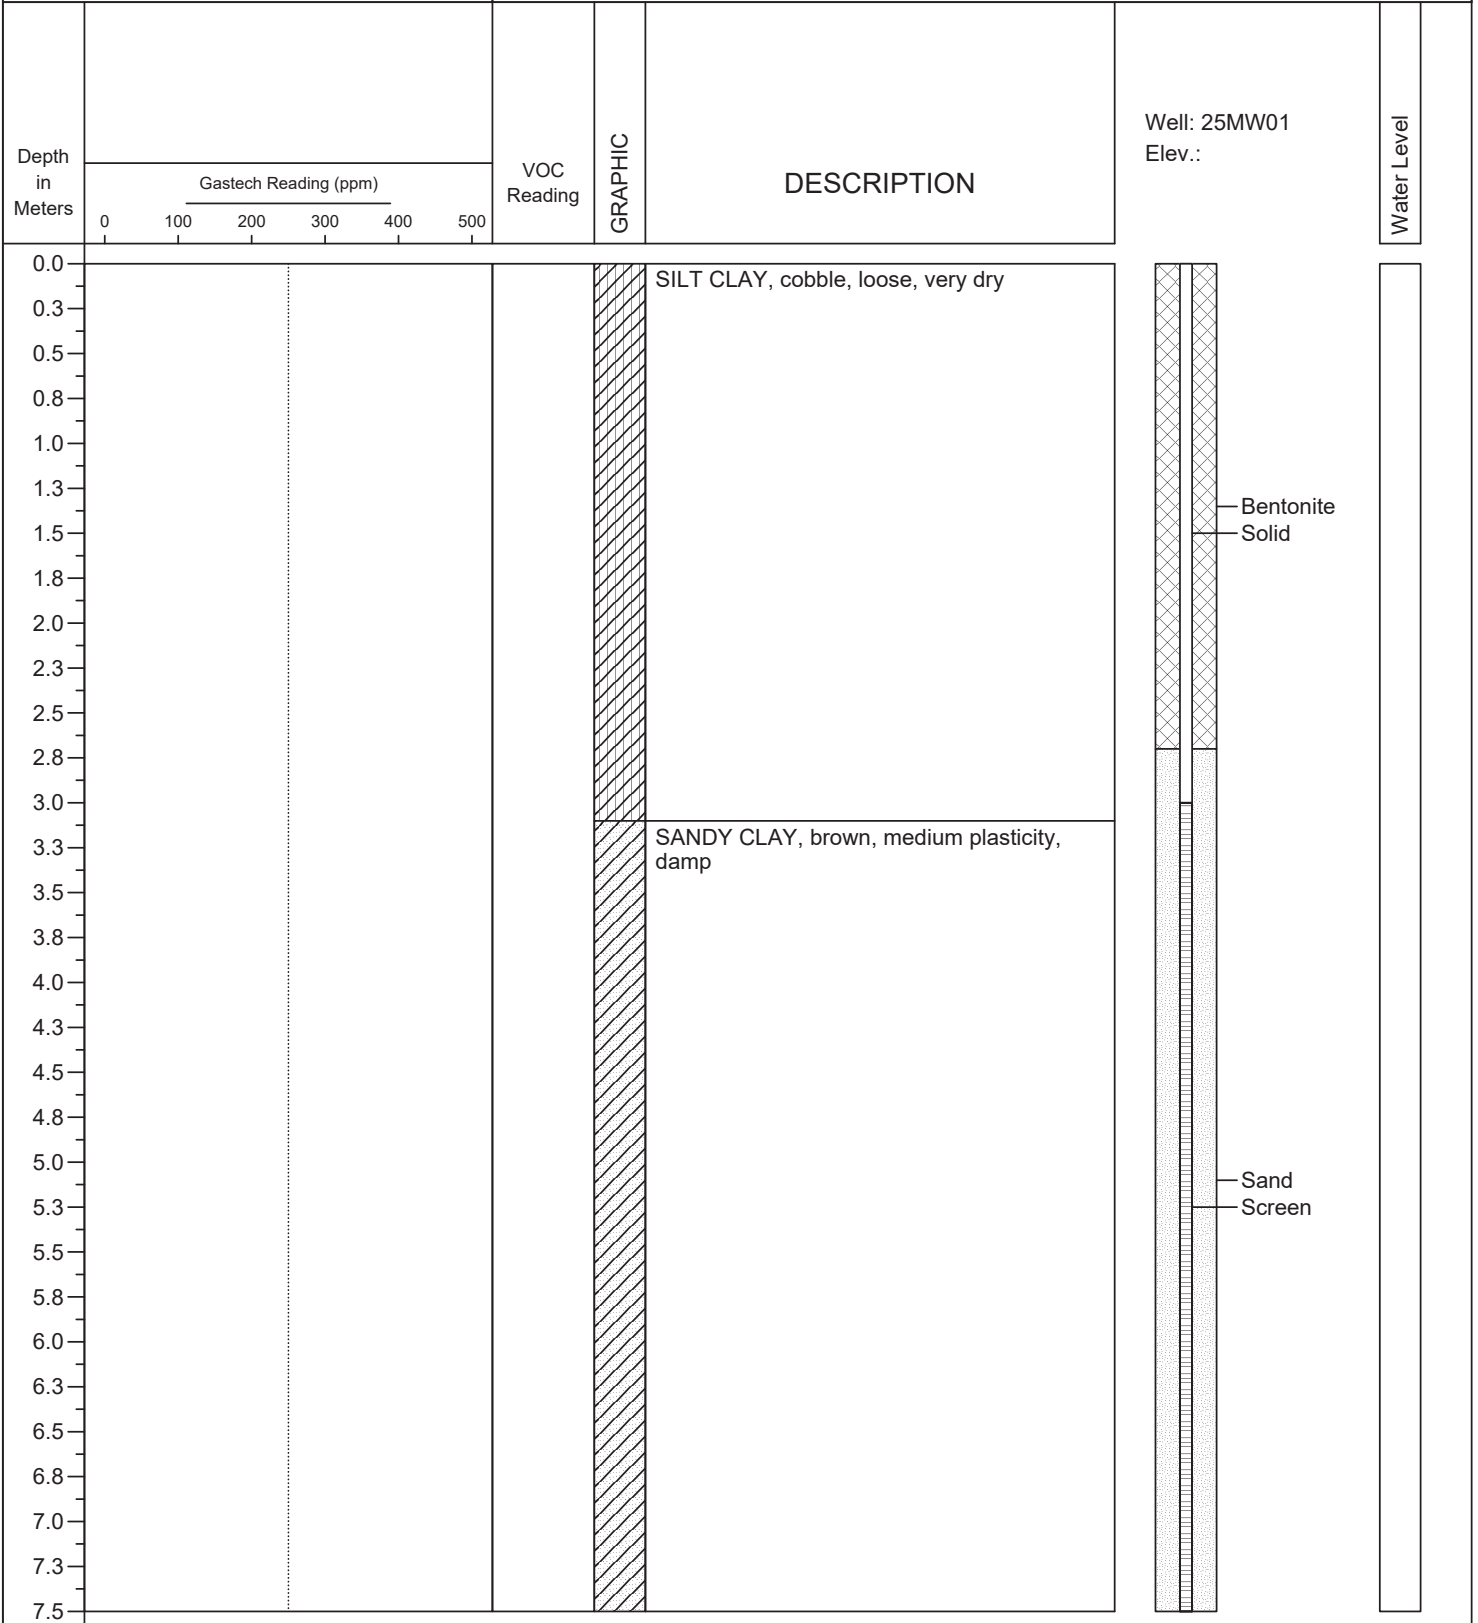 Depth
in
Meters
Gastech Reading (ppm)
0 100 200 300 400 500
VOC
Reading
GRAPHIC
DESCRIPTION
Well: 25MW01
Elev.:
Water Level
0.0
SILT CLAY, cobble, loose, very dry
0.3
0.5
0.8
1.0
1.3
Bentonite
1.5
Solid
1.8
2.0
2.3
2.5
2.8
3.0
SANDY CLAY, brown, medium plasticity,
damp
3.3
3.5
3.8
4.0
4.3
4.5
4.8
5.0
Sand
5.3
Screen
5.5
5.8
6.0
6.3
6.5
6.8
7.0
7.3
7.5